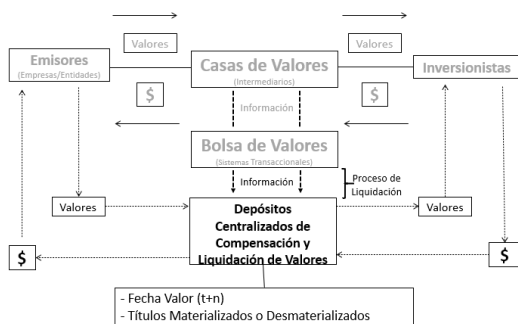 Valores
Valores
Emisores
(Empresas/Entidades)
Casas de Valores
(Intermediarios)
Inversionistas
$
Información
$
Bolsa de Valores
(Sistemas Transaccionales)
Información
Proceso de
Liquidación
Valores
Valores
Depósitos
Centralizados de
Compensación y
Liquidación de Valores
$
$
- Fecha Valor (t+n)
- Títulos Materializados o Desmaterializados